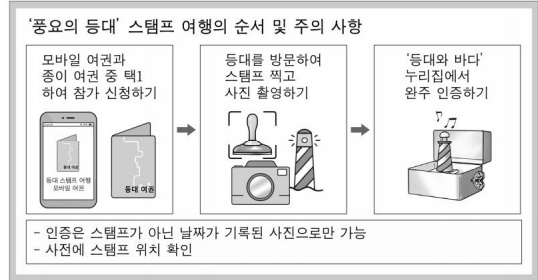 ‘풍요의 등대’ 스탬프 여행의 순서 및 주의 사항
모바일 여권과
종이 여권 중 택1
하여 참가 신청하기
등대 여권
등대 스탬프 여행
모바일 여권
등대 여권
등대를 방문하여
스탬프 찍고
사진 촬영하기
‘등대와 바다’
누리집에서
완주 인증하기
- 인증은 스탬프가 아닌 날짜가 기록된 사진으로만 가능
- 사전에 스탬프 위치 확인